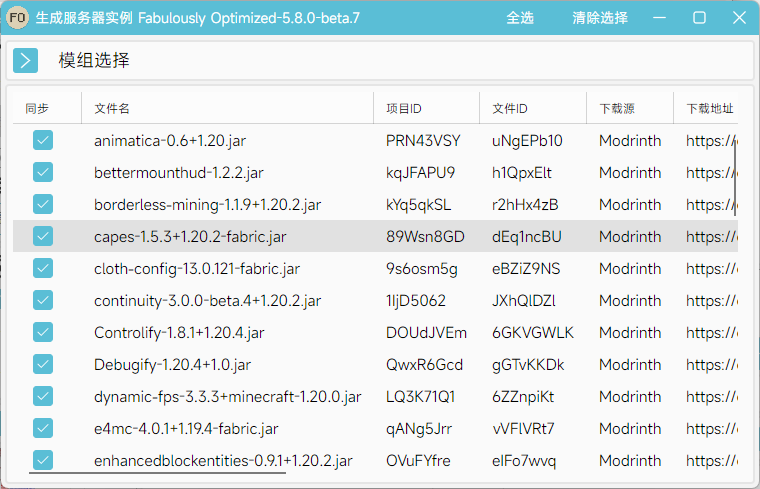 FO 生成服务器实例 Fabulously Optimized-5.8.0-beta.7 全选 清除选择
模组选择
同步 文件名 项目ID 文件ID 下载源 下载地址
animatica-0.6+1.20.jar PRN43VSY uNgEPb10 Modrinth https://
bettermounthud-1.2.2.jar kqJFAPU9 h1QpxElt Modrinth https://
borderless-mining-1.1.9+1.20.2.jar kYq5qkSL r2hHx4zB Modrinth https://
capes-1.5.3+1.20.2-fabric.jar 89Wsn8GD dEq1ncBU Modrinth https://
cloth-config-13.0.121-fabric.jar 9s6osm5g eBZiZ9NS Modrinth https://
continuity-3.0.0-beta.4+1.20.2.jar 1IjD5062 JXhQlDZl Modrinth https://
Controlify-1.8.1+1.20.4.jar DOUdJVEm 6GKVGWLK Modrinth https://
Debugify-1.20.4+1.0.jar QwxR6Gcd gGTvKKDk Modrinth https://
dynamic-fps-3.3.3+minecraft-1.20.0.jar LQ3K71Q1 6ZZnpiKt Modrinth https://
e4mc-4.0.1+1.19.4-fabric.jar qANg5Jrr vVFlVRt7 Modrinth https://
enhancedblockentities-0.9.1+1.20.2.jar OVuFYfre eIFo7wvq Modrinth https://